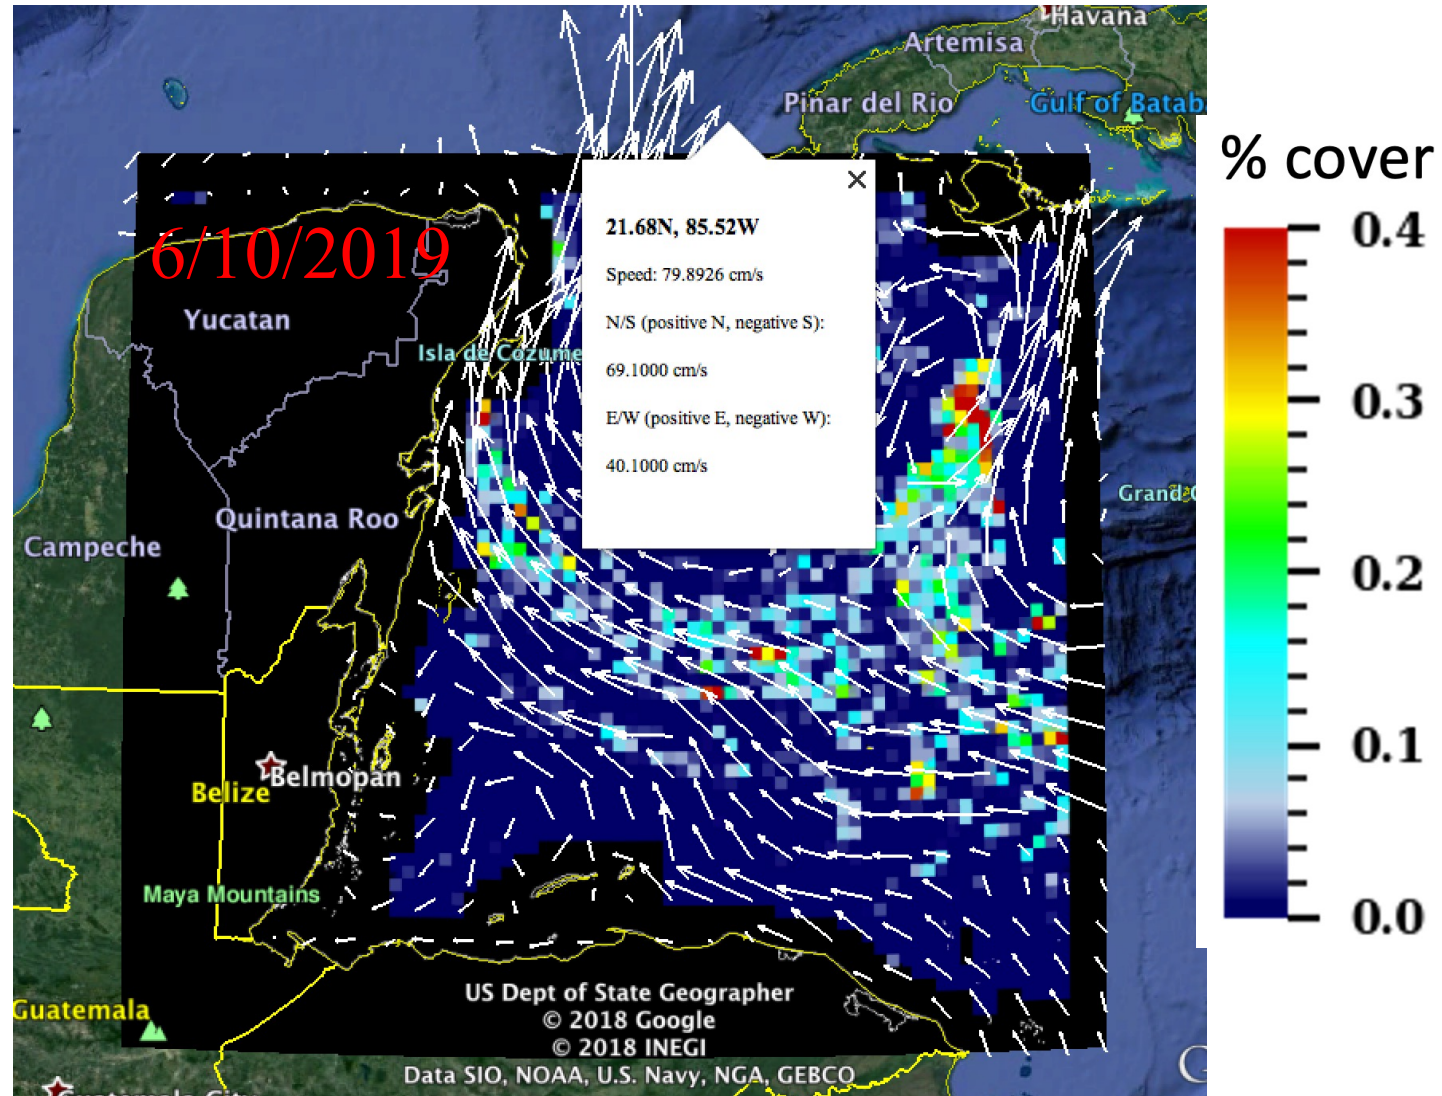 Havana
Artemisa
Pinar del Rio
Gulf of Batab
% cover
21.68N, 85.52W
Speed: 79.8926 cm/s
N/S (positive N, negative S):
69.1000 cm/s
E/W (positive E, negative W):
40.1000 cm/s
6/10/2019
Yucatan
Isla de Cozume
Quintana Roo
Campeche
Grand
Belmopan
Belize
Maya Mountains
Guatemala
US Dept of State Geographer
© 2018 Google
© 2018 INEGI
Data SIO, NOAA, U.S. Navy, NGA, GEBCO
0.4
0.3
0.2
0.1
0.0